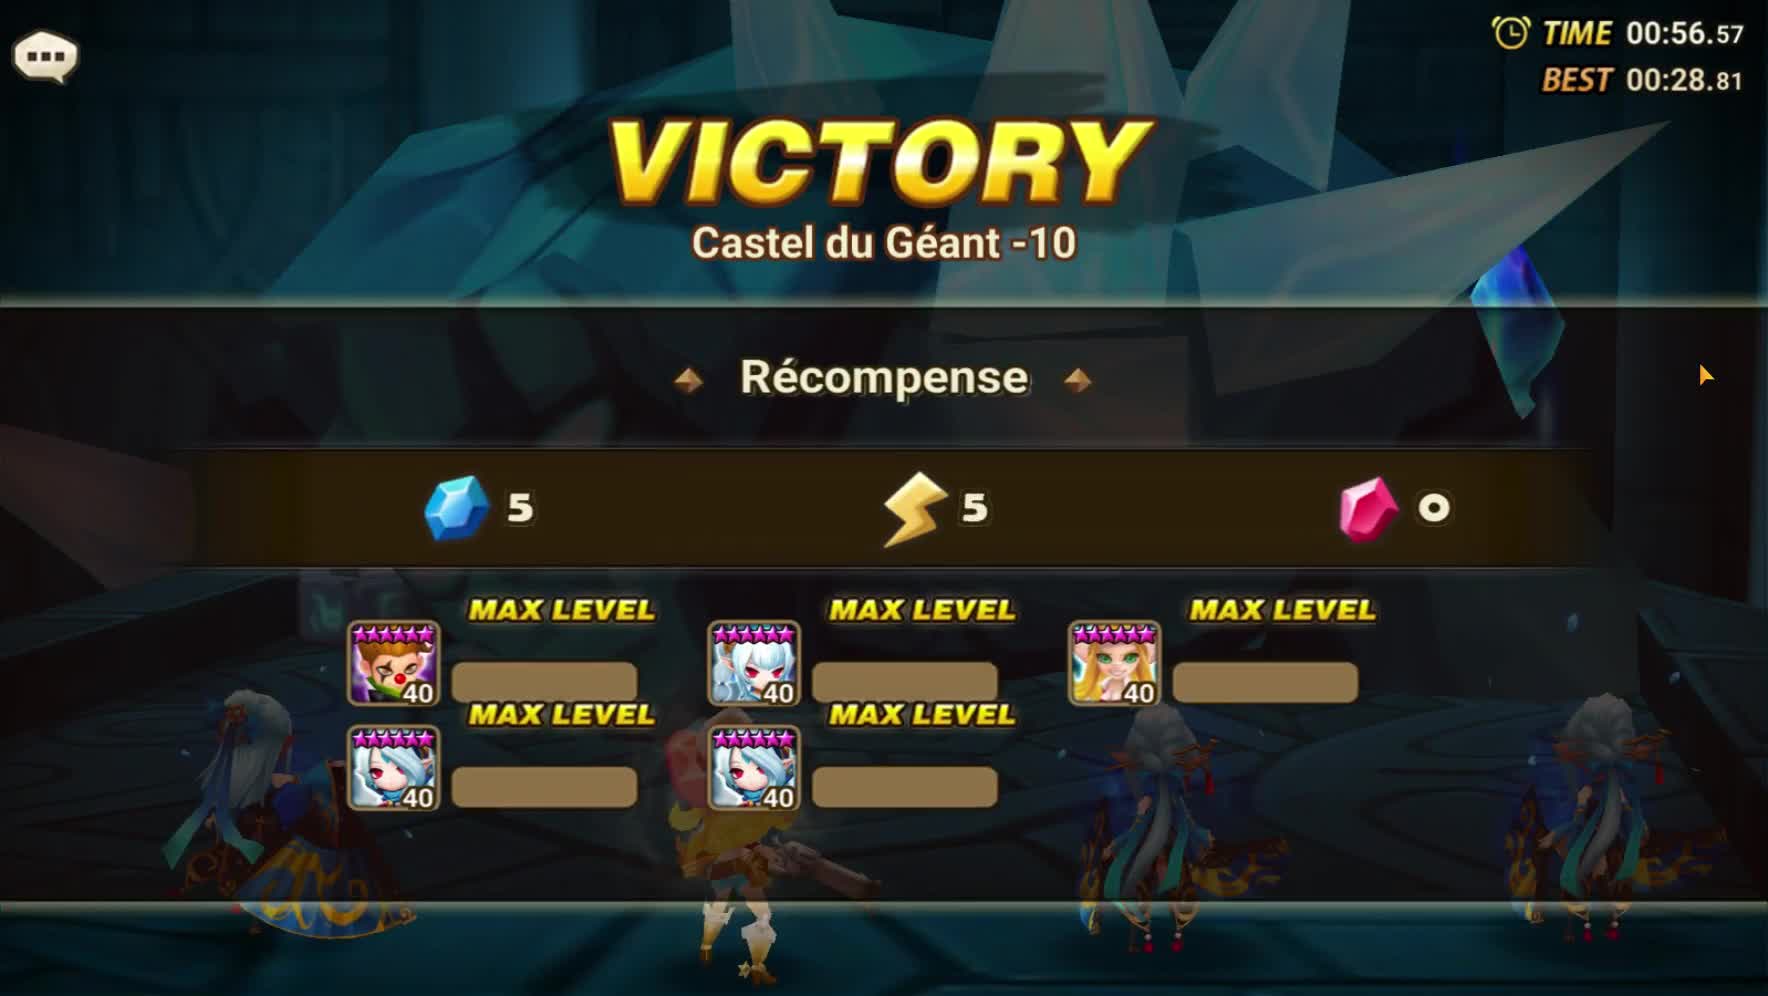 TIME 00:56.57
BEST 00:28.81
VICTORY
Castel du Géant -10
Récompense
5 5 0
MAX LEVEL MAX LEVEL MAX LEVEL
40 40 40
MAX LEVEL MAX LEVEL
40 40